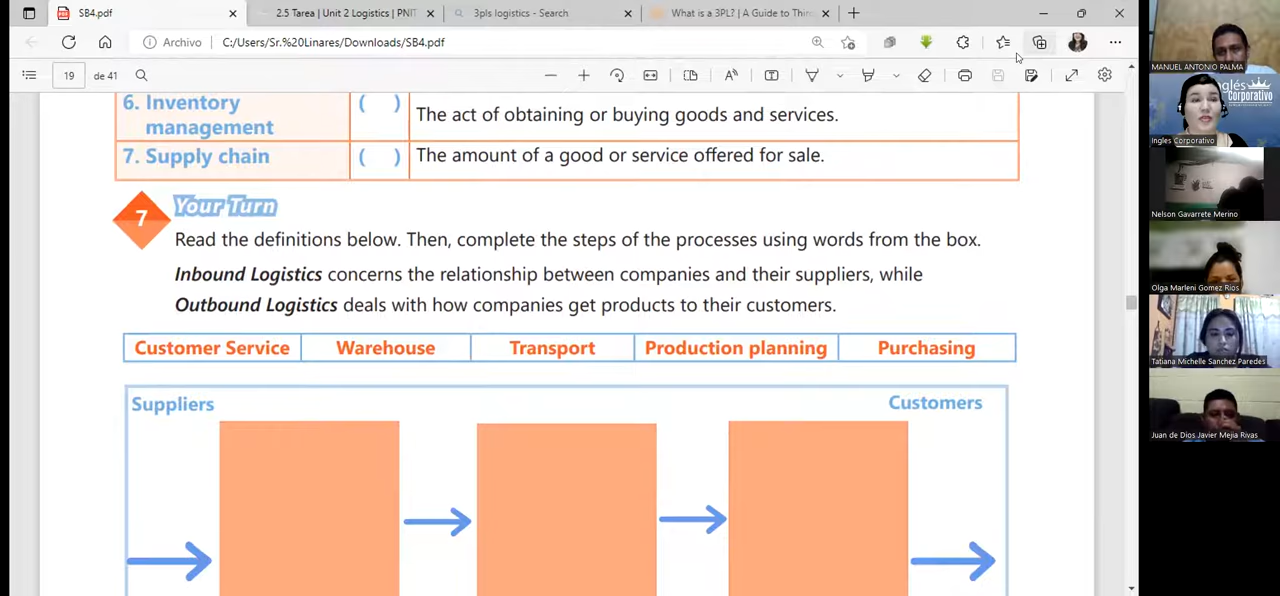 SB4.pdf
2.5 Tarea | Unit 2 Logistics | PNIT
3pls logistics - Search
What is a 3PL? | A Guide to Thir
Archivo
C:/Users/Sr.%20Linares/Downloads/SB4.pdf
19 de 41
6. Inventory management ( ) The act of obtaining or buying goods and services.
7. Supply chain ( ) The amount of a good or service offered for sale.
7 Your Turn
Read the definitions below. Then, complete the steps of the processes using words from the box.
Inbound Logistics concerns the relationship between companies and their suppliers, while
Outbound Logistics deals with how companies get products to their customers.
Customer Service Warehouse Transport Production planning Purchasing
Suppliers Customers
MANUEL ANTONIO PALMA
Inglés Corporativo
Ingles Corporativo
Nelson Gavarrete Merino
Olga Marleni Gomez Rios
Tatiana Michelle Sanchez Paredes
Juan de Dios Javier Mejia Rivas